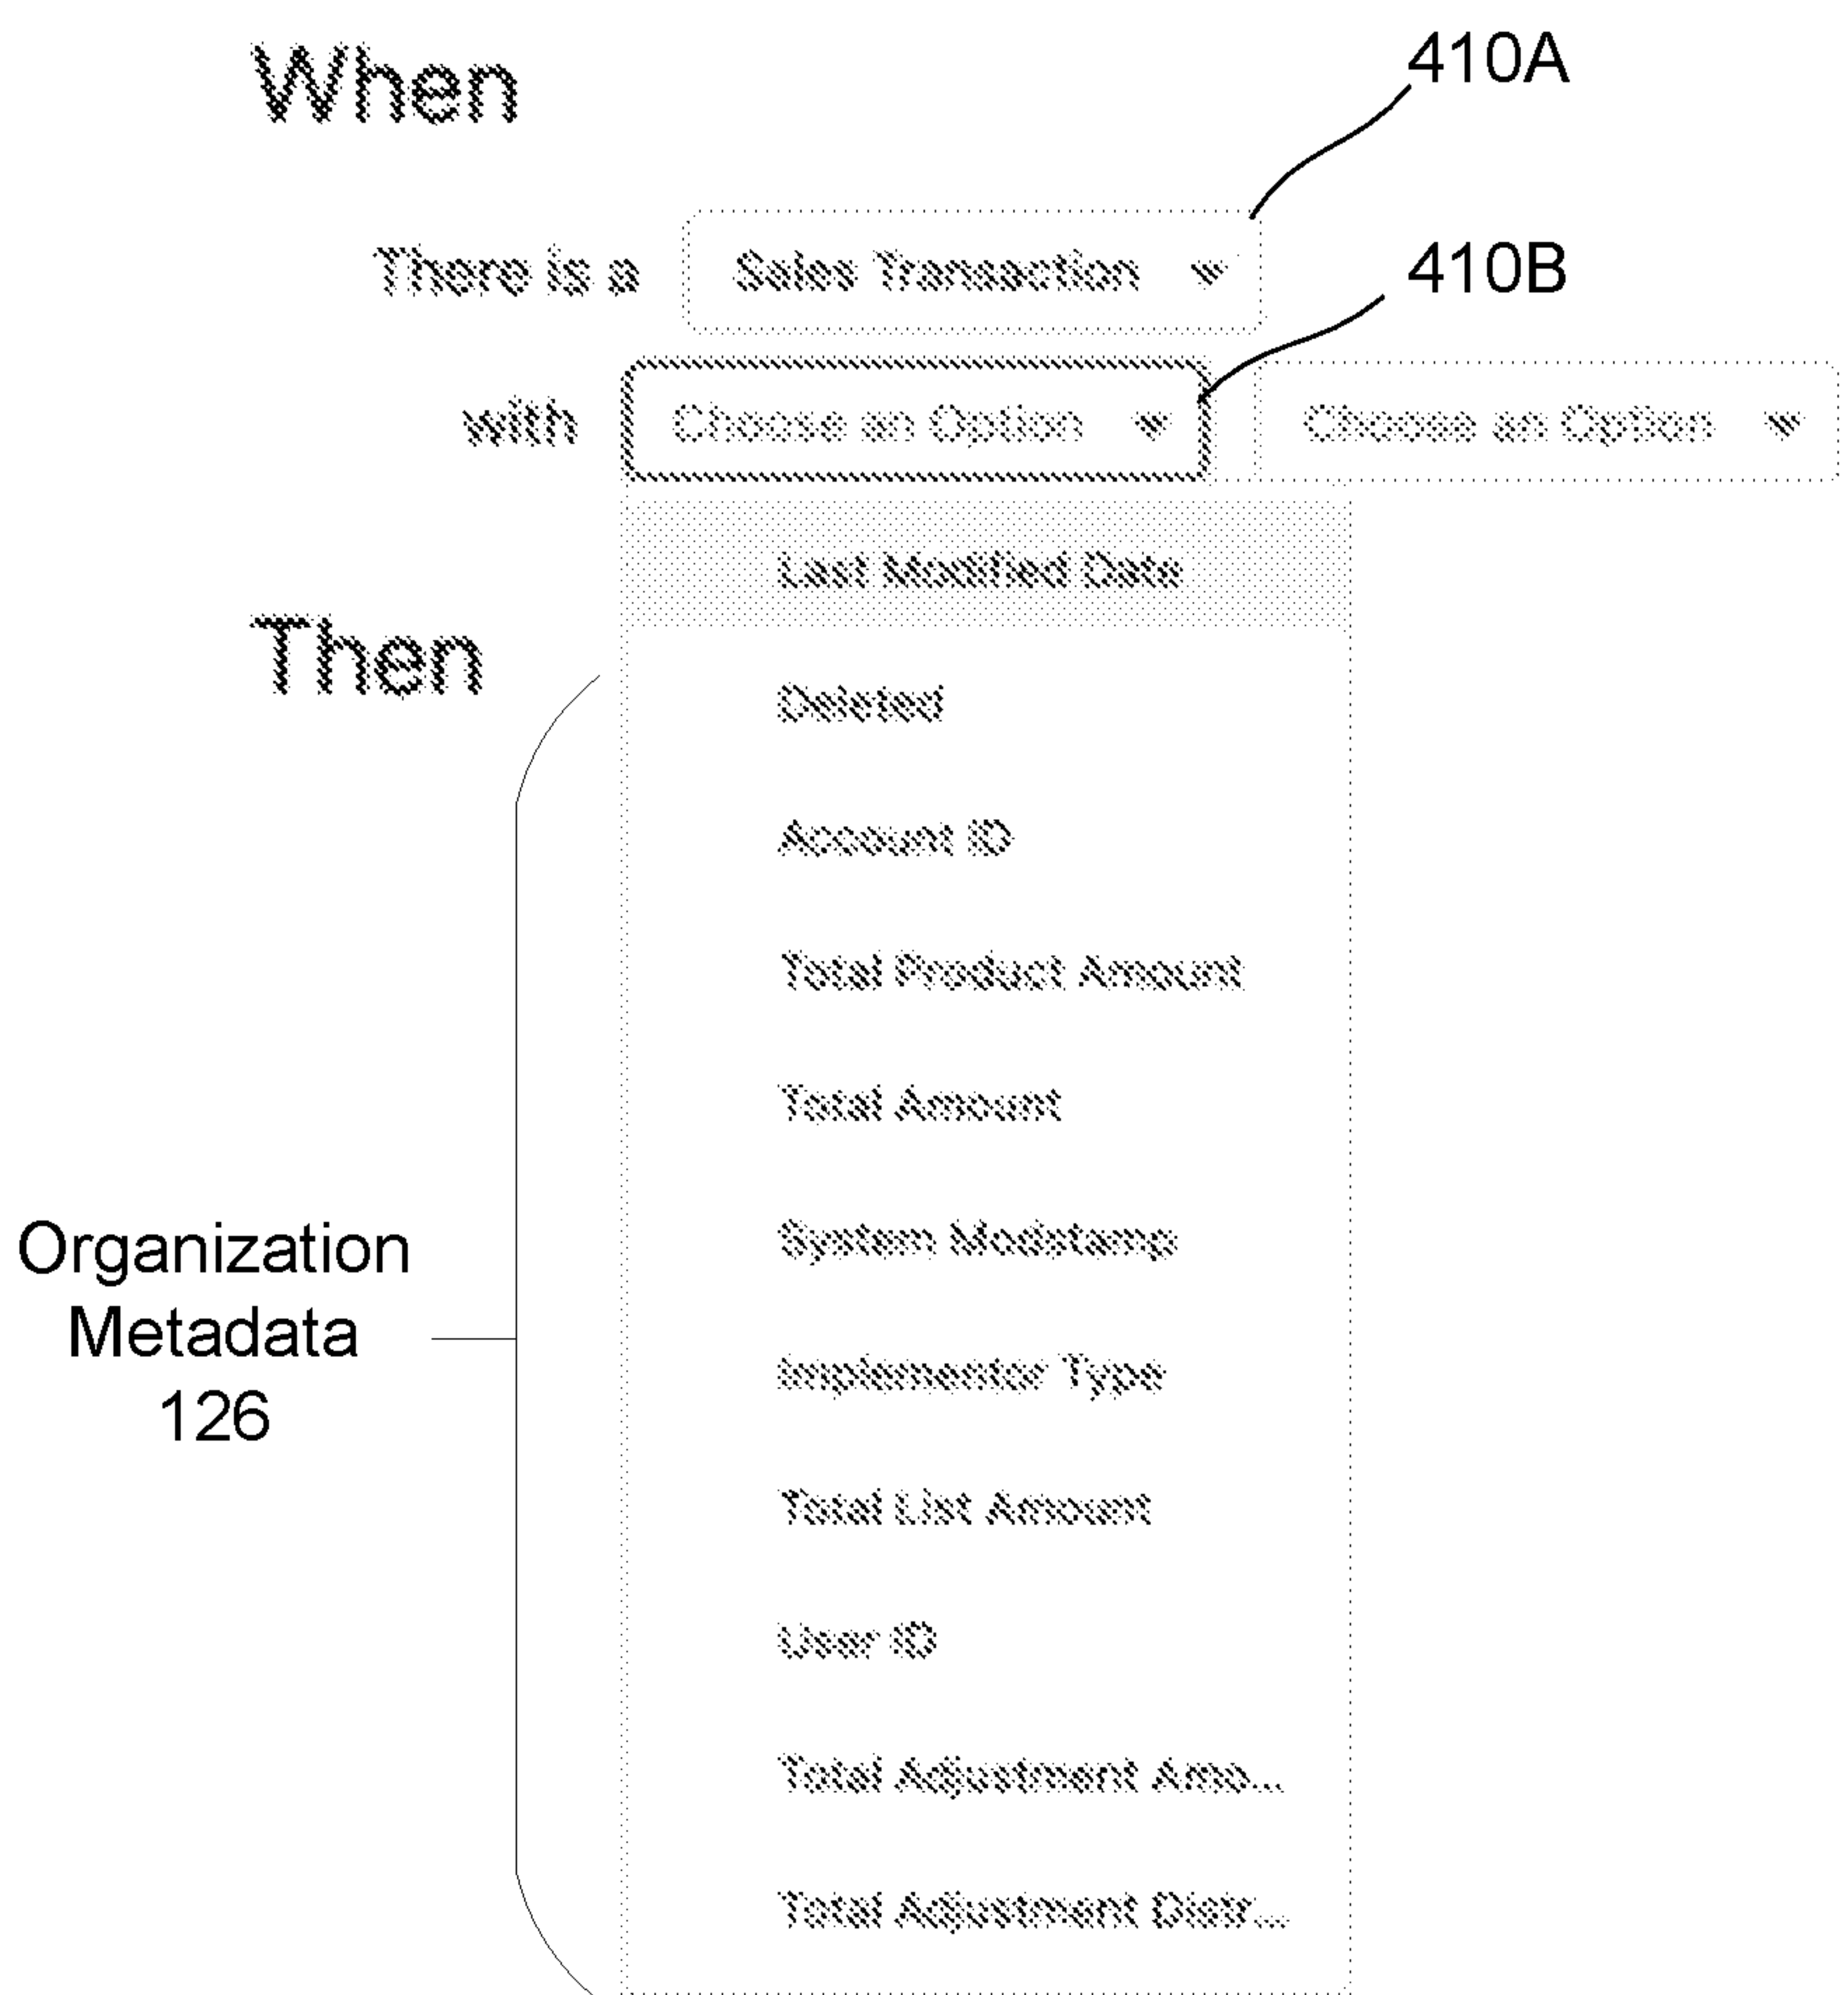 When
410A
There is a Sales Transaction
410B
with Choose an Option Choose an Option
Last Modified Date
Then
Deleted
Account ID
Total Product Amount
Total Amount
System Modstamp
Organization
Metadata
126
Implementor Type
Total List Amount
User ID
Total Adjustment Amo...
Total Adjustment Distr...